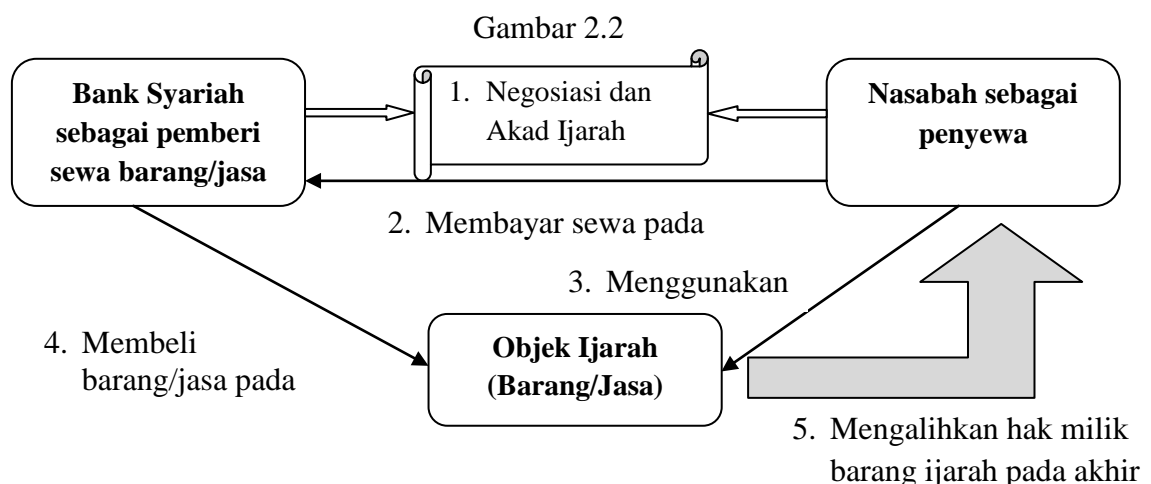 Gambar 2.2
Bank Syariah
sebagai pemberi
sewa barang/jasa
1. Negosiasi dan
Akad Ijarah
Nasabah sebagai
penyewa
2. Membayar sewa pada
3. Menggunakan
4. Membeli
barang/jasa pada
Objek Ijarah
(Barang/Jasa)
5. Mengalihkan hak milik
barang ijarah pada akhir